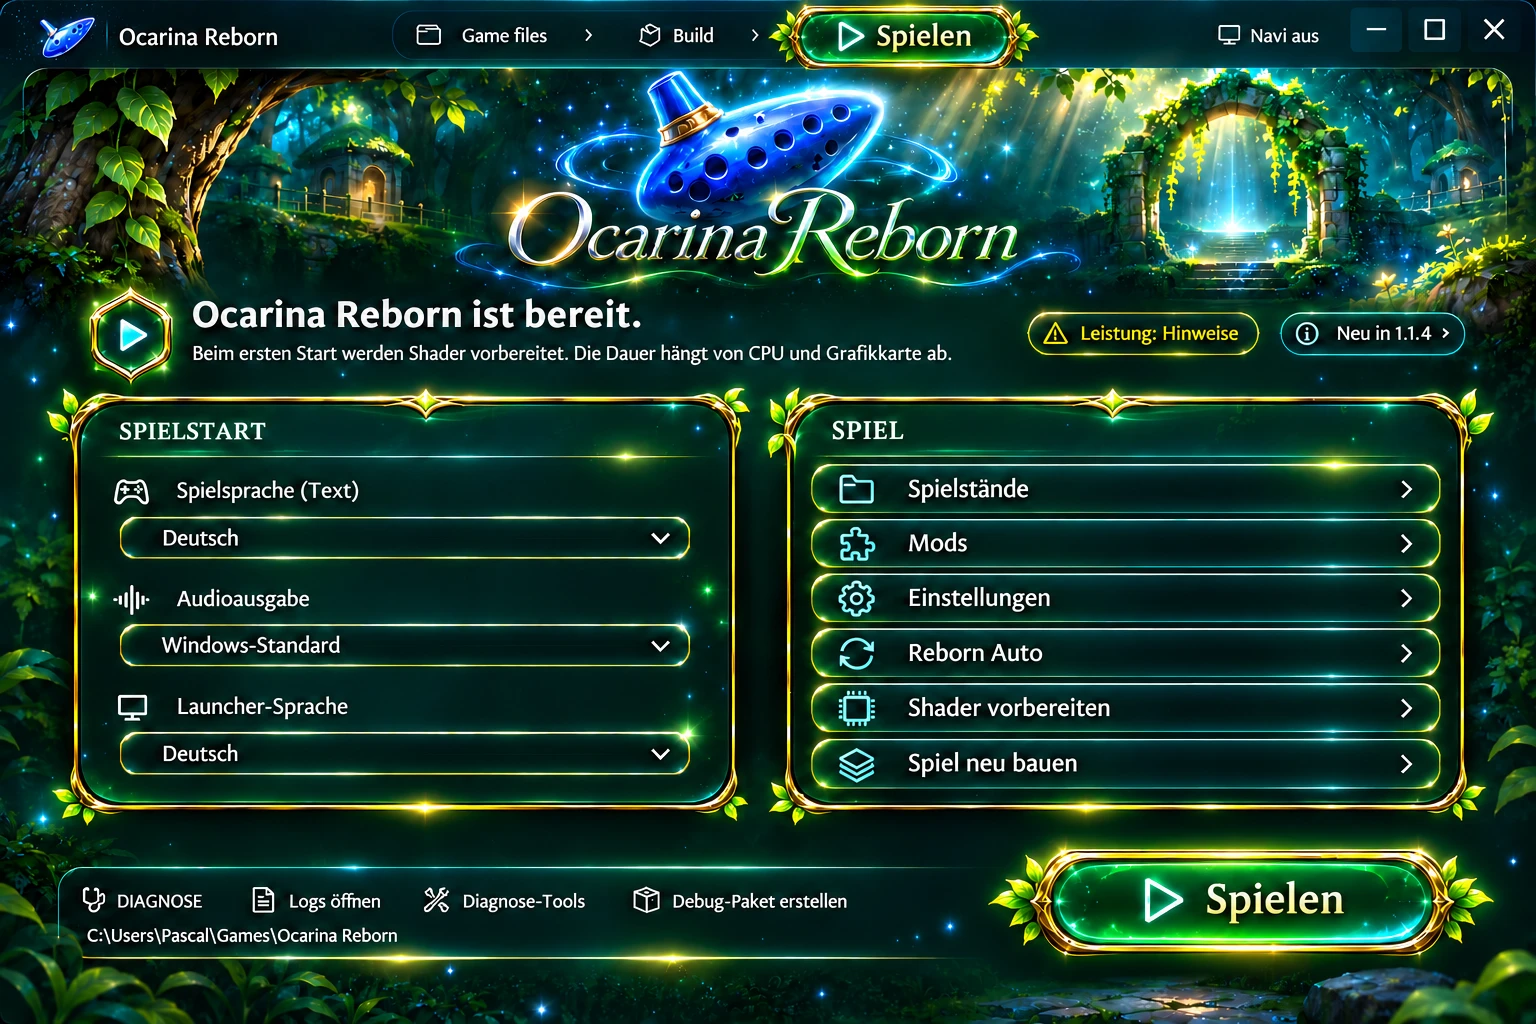 Ocarina Reborn
Game files
Build
Spielen
Navi aus
Ocarina Reborn
Ocarina Reborn ist bereit.
Beim ersten Start werden Shader vorbereitet. Die Dauer hängt von CPU und Grafikkarte ab.
Leistung: Hinweise
Neu in 1.1.4
SPIELSTART
Spielsprache (Text)
Deutsch
Audioausgabe
Windows-Standard
Launcher-Sprache
Deutsch
SPIEL
Spielstände
Mods
Einstellungen
Reborn Auto
Shader vorbereiten
Spiel neu bauen
DIAGNOSE
Logs öffnen
Diagnose-Tools
Debug-Paket erstellen
C:\Users\Pascal\Games\Ocarina Reborn
Spielen